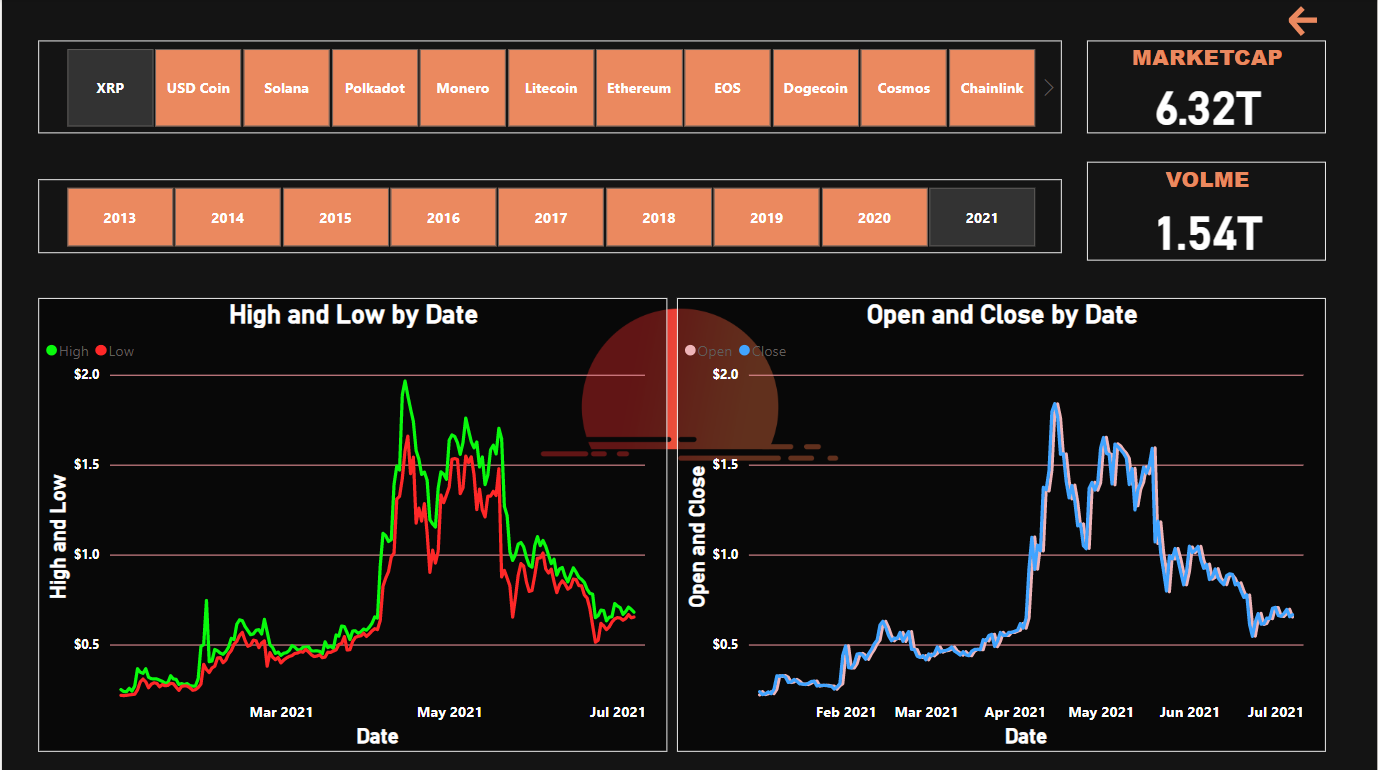 XRP USD Coin Solana Polkadot Monero Litecoin Ethereum EOS Dogecoin Cosmos Chainlink
MARKETCAP
6.32T
2013 2014 2015 2016 2017 2018 2019 2020 2021
VOLME
1.54T
High and Low by Date
High Low
High and Low
$2.0
$1.5
$1.0
$0.5
Mar 2021 May 2021 Jul 2021
Date
Open and Close by Date
Open Close
Open and Close
$2.0
$1.5
$1.0
$0.5
Feb 2021 Mar 2021 Apr 2021 May 2021 Jun 2021 Jul 2021
Date